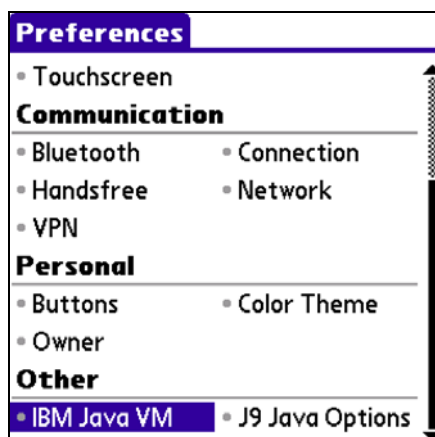 Preferences
Touchscreen
Communication
Bluetooth Connection
Handsfree Network
VPN
Personal
Buttons Color Theme
Owner
Other
IBM Java VM J9 Java Options